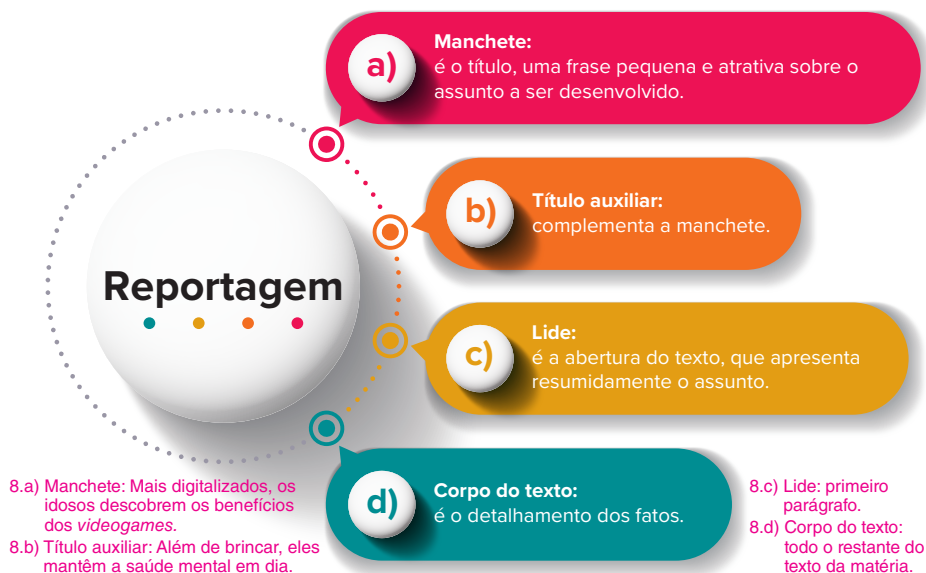 Reportagem
a)
Manchete:
é o título, uma frase pequena e atrativa sobre o
assunto a ser desenvolvido.
b)
Título auxiliar:
complementa a manchete.
c)
Lide:
é a abertura do texto, que apresenta
resumidamente o assunto.
d)
Corpo do texto:
é o detalhamento dos fatos.
8.a) Manchete: Mais digitalizados, os
idosos descobrem os benefícios
dos videogames.
8.b) Título auxiliar: Além de brincar, eles
mantêm a saúde mental em dia.
8.c) Lide: primeiro
parágrafo.
8.d) Corpo do texto:
todo o restante do
texto da matéria.